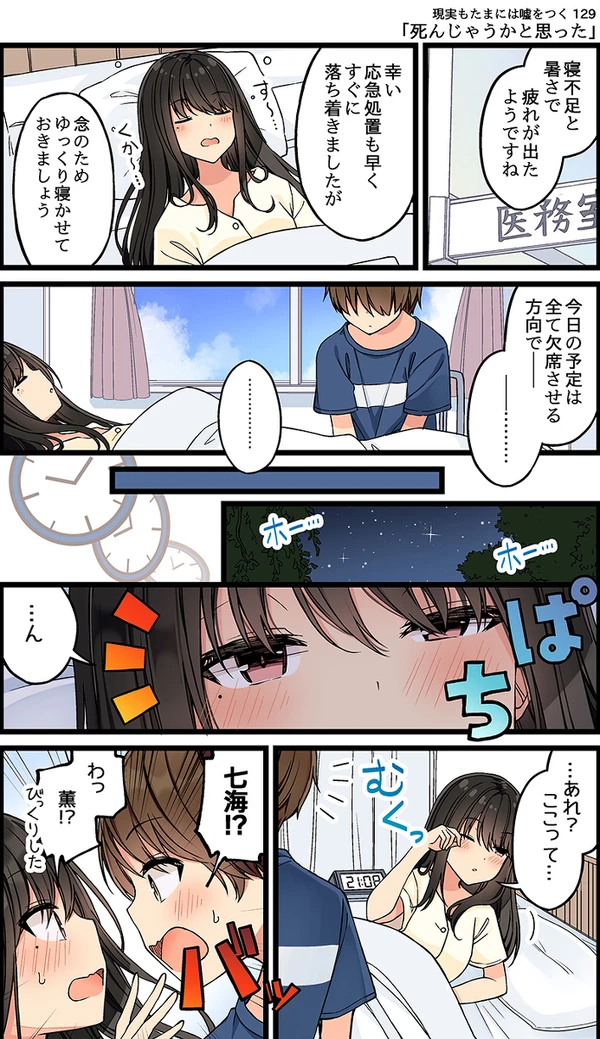 現実もたまには嘘をつく 129
「死んじゃうかと思った」
寝不足と
暑さで
疲れが出た
ようですね
医務室
幸い
応急処置も早く
すぐに
落ち着きましたが
す〜…
くか〜…
念のため
ゆっくり寝かせて
おきましょう
今日の予定は
全て欠席させる
方向で――
………
………
ホー…
ホー…
ぱち
…ん
…あれ?
ここって…
むくっ
21:08
七海!?
わっ
薫!?
びっくりした
バッ